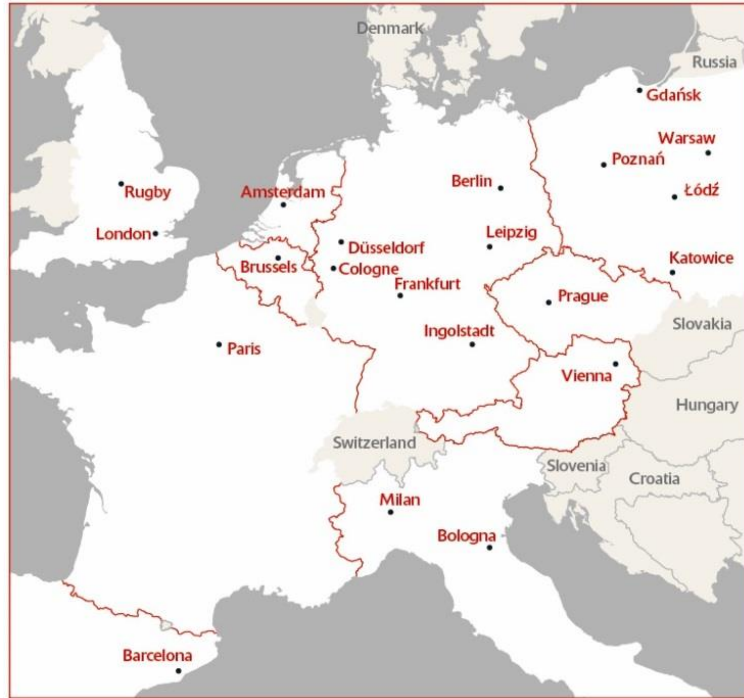 Denmark
Russia
Gdańsk
Warsaw
Poznań
Rugby
Amsterdam
Berlin
Łódź
London
Düsseldorf
Leipzig
Brussels
Cologne
Katowice
Frankfurt
Prague
Paris
Ingolstadt
Slovakia
Vienna
Hungary
Switzerland
Slovenia
Croatia
Milan
Bologna
Barcelona